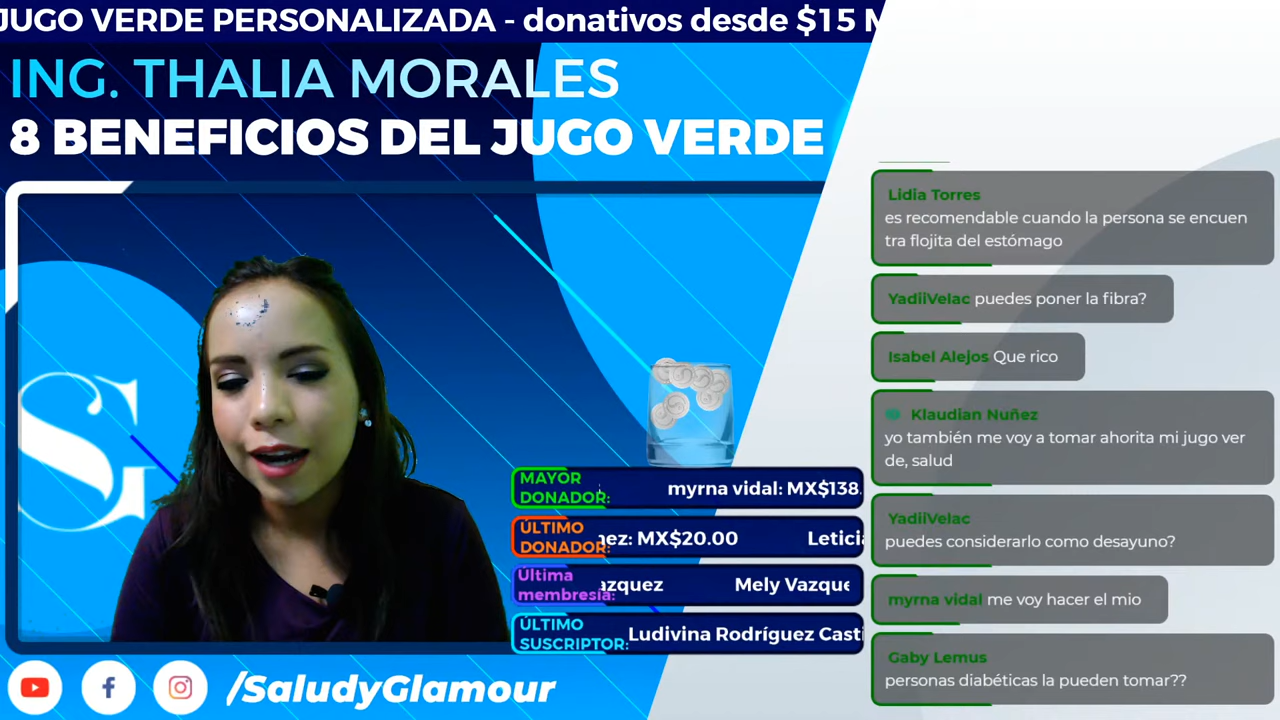 JUGO VERDE PERSONALIZADA - donativos desde $15
ING. THALIA MORALES
8 BENEFICIOS DEL JUGO VERDE
SG
MAYOR
DONADOR:
myrna vidal: MX$138.
ÚLTIMO
DONADOR:
ez: MX$20.00 Letici
Última
membresía:
azquez Mely Vazque
ÚLTIMO
SUSCRIPTOR:
Ludivina Rodríguez Casti
/SaludyGlamour
Lidia Torres
es recomendable cuando la persona se encuen
tra flojita del estómago
YadiiVelac puedes poner la fibra?
Isabel Alejos Que rico
Klaudian Nuñez
yo también me voy a tomar ahorita mi jugo ver
de, salud
YadiiVelac
puedes considerarlo como desayuno?
myrna vidal me voy hacer el mio
Gaby Lemus
personas diabéticas la pueden tomar??